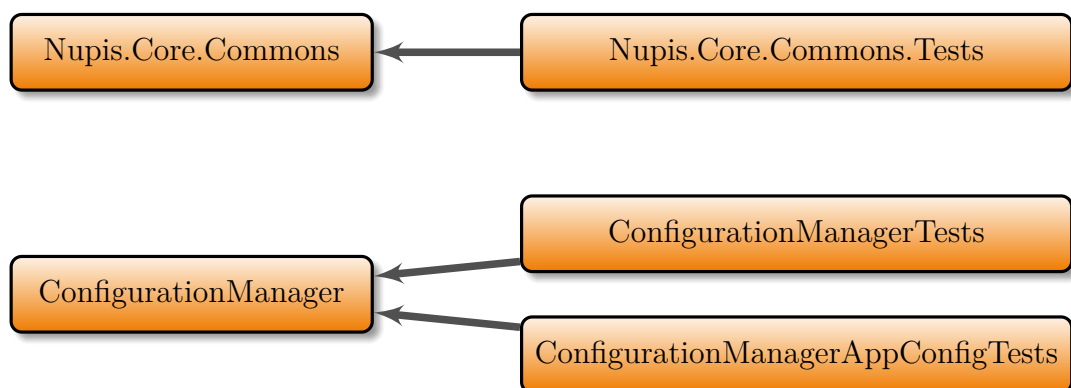 Nupis.Core.Commons
Nupis.Core.Commons.Tests
ConfigurationManagerTests
ConfigurationManager
ConfigurationManagerAppConfigTests